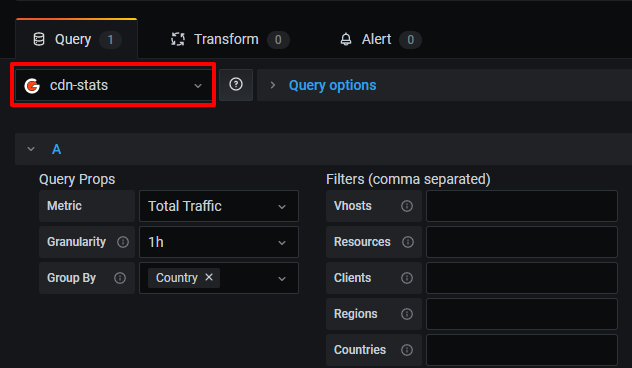 Query 1 Transform 0 Alert 0
cdn-stats Query options
A
Query Props Filters (comma separated)
Metric Total Traffic Vhosts
Granularity 1h Resources
Group By Country Clients
Regions
Countries